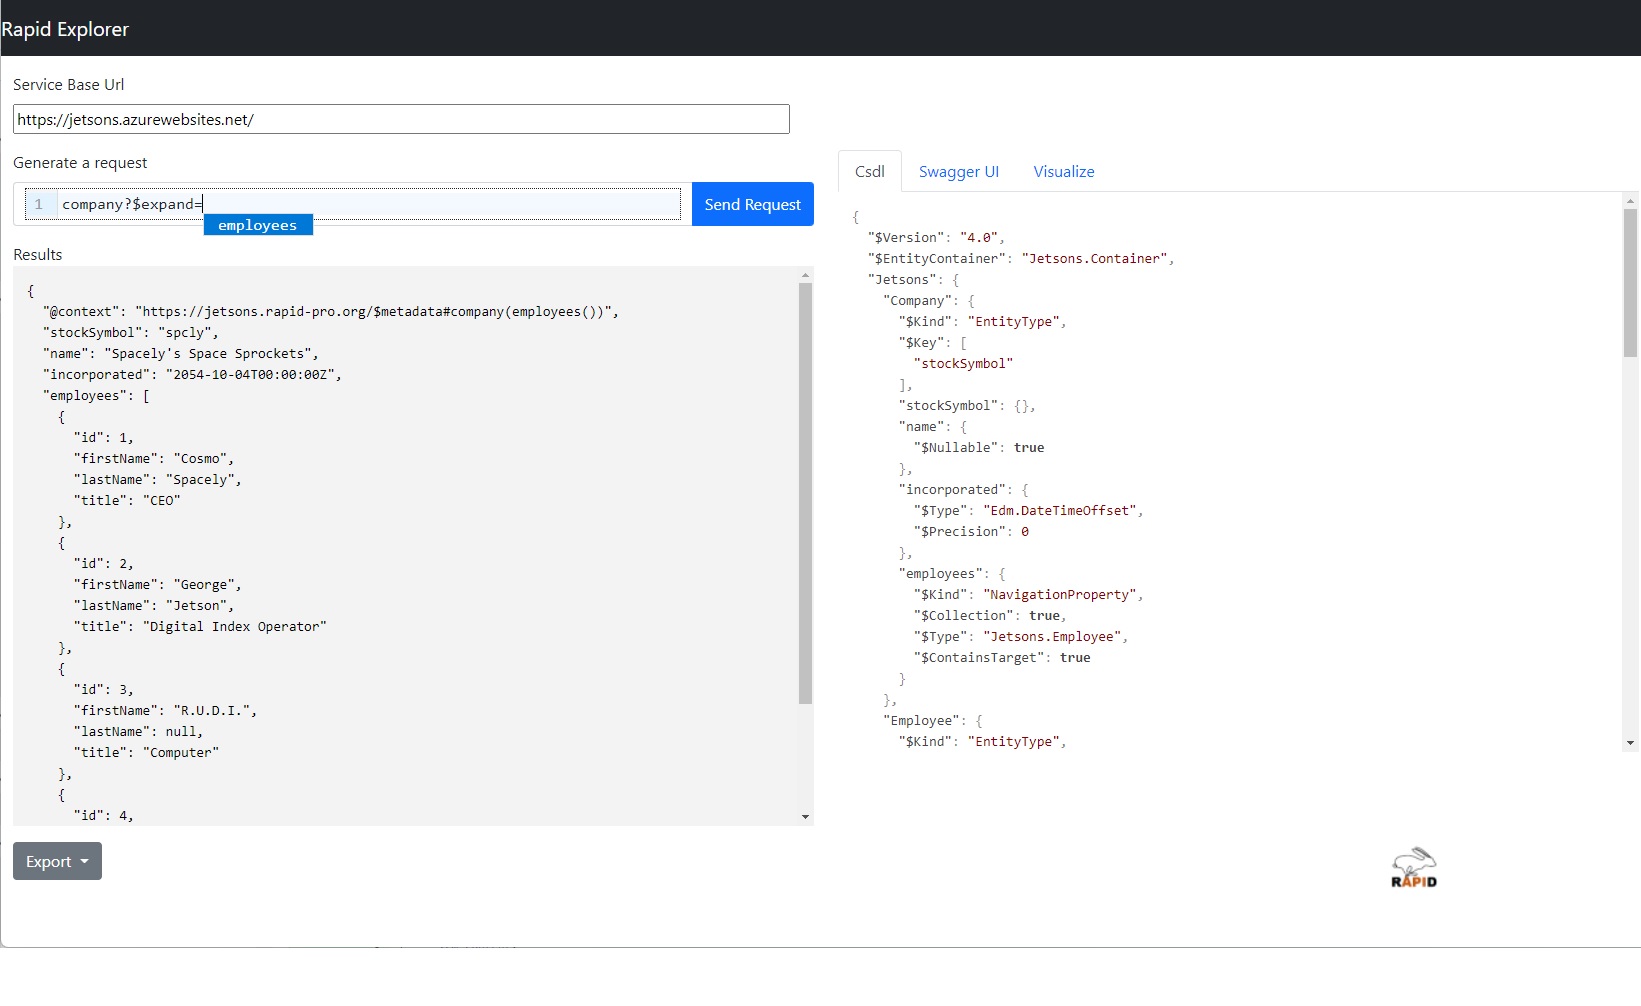 Rapid Explorer
Service Base Url
https://jetsons.azurewebsites.net/
Generate a request
1 company?$expand=
employees
Send Request
Results
{
"@context": "https://jetsons.rapid-pro.org/$metadata#company(employees())",
"stockSymbol": "spcly",
"name": "Spacely's Space Sprockets",
"incorporated": "2054-10-04T00:00:00Z",
"employees": [
{
"id": 1,
"firstName": "Cosmo",
"lastName": "Spacely",
"title": "CEO"
},
{
"id": 2,
"firstName": "George",
"lastName": "Jetson",
"title": "Digital Index Operator"
},
{
"id": 3,
"firstName": "R.U.D.I.",
"lastName": null,
"title": "Computer"
},
{
"id": 4,
Export
Csdl Swagger UI Visualize
{
"$Version": "4.0",
"$EntityContainer": "Jetsons.Container",
"Jetsons": {
"Company": {
"$Kind": "EntityType",
"$Key": [
"stockSymbol"
],
"stockSymbol": {},
"name": {
"$Nullable": true
},
"incorporated": {
"$Type": "Edm.DateTimeOffset",
"$Precision": 0
},
"employees": {
"$Kind": "NavigationProperty",
"$Collection": true,
"$Type": "Jetsons.Employee",
"$ContainsTarget": true
}
},
"Employee": {
"$Kind": "EntityType",
RAPID